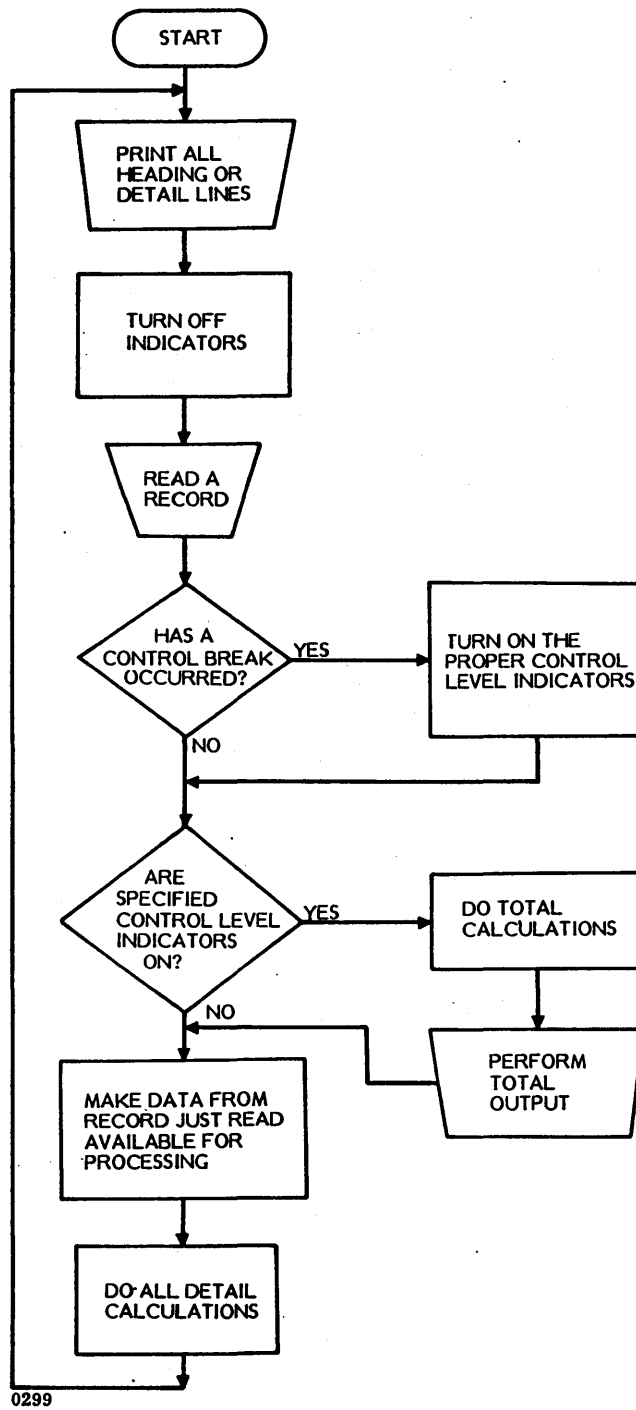 START
PRINT ALL
HEADING OR
DETAIL LINES
TURN OFF
INDICATORS
READ A
RECORD
HAS A
CONTROL BREAK
OCCURRED?
YES
TURN ON THE
PROPER CONTROL
LEVEL INDICATORS
NO
ARE
SPECIFIED
CONTROL LEVEL
INDICATORS
ON?
YES
DO TOTAL
CALCULATIONS
NO
PERFORM
TOTAL
OUTPUT
MAKE DATA FROM
RECORD JUST READ
AVAILABLE FOR
PROCESSING
DO ALL DETAIL
CALCULATIONS
0299